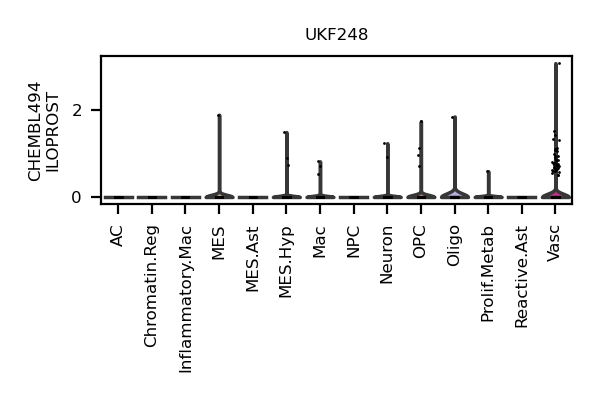 UKF248
CHEMBL494
ILOPROST
2
0
AC
Chromatin.Reg
Inflammatory.Mac
MES
MES.Ast
MES.Hyp
Mac
NPC
Neuron
OPC
Oligo
Prolif.Metab
Reactive.Ast
Vasc